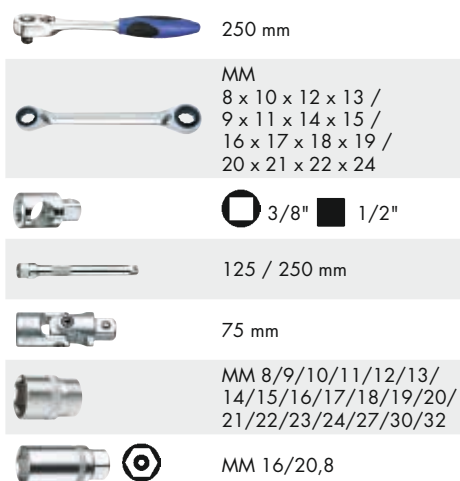 250 mm
MM
8 x 10 x 12 x 13 /
9 x 11 x 14 x 15 /
16 x 17 x 18 x 19 /
20 x 21 x 22 x 24
3/8" 1/2"
125 / 250 mm
75 mm
MM 8/9/10/11/12/13/
14/15/16/17/18/19/20/
21/22/23/24/27/30/32
MM 16/20,8